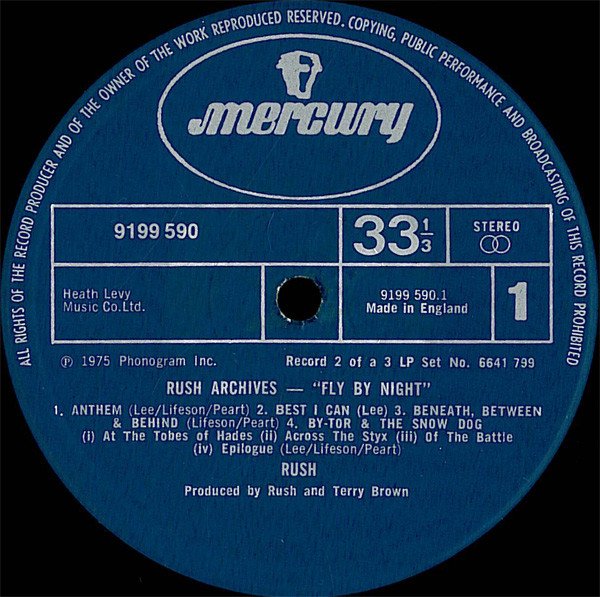 ALL RIGHTS OF THE RECORD PRODUCER AND OF THE OWNER OF THE WORK REPRODUCED RESERVED. COPYING, PUBLIC PERFORMANCE AND BROADCASTING OF THIS RECORD PROHIBITED
mercury
9199 590
33 1/3
STEREO
Heath Levy
Music Co.Ltd.
9199 590.1
Made in England
1
℗ 1975 Phonogram Inc. Record 2 of a 3 LP Set No. 6641 799
RUSH ARCHIVES — "FLY BY NIGHT"
1. ANTHEM (Lee/Lifeson/Peart) 2. BEST I CAN (Lee) 3. BENEATH, BETWEEN
& BEHIND (Lifeson/Peart) 4. BY-TOR & THE SNOW DOG
(i) At The Tobes of Hades (ii) Across The Styx (iii) Of The Battle
(iv) Epilogue (Lee/Lifeson/Peart)
RUSH
Produced by Rush and Terry Brown